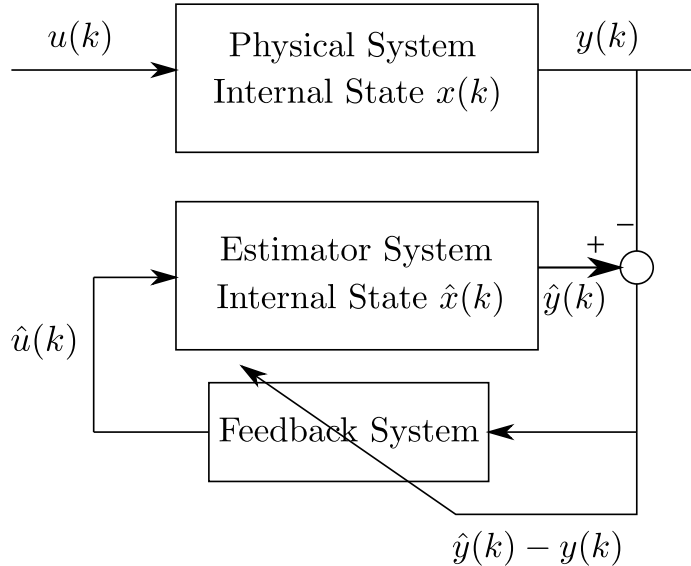 u(k)
Physical System
Internal State x(k)
y(k)
−
+
Estimator System
Internal State x̂(k)
ŷ(k)
û(k)
Feedback System
ŷ(k) − y(k)